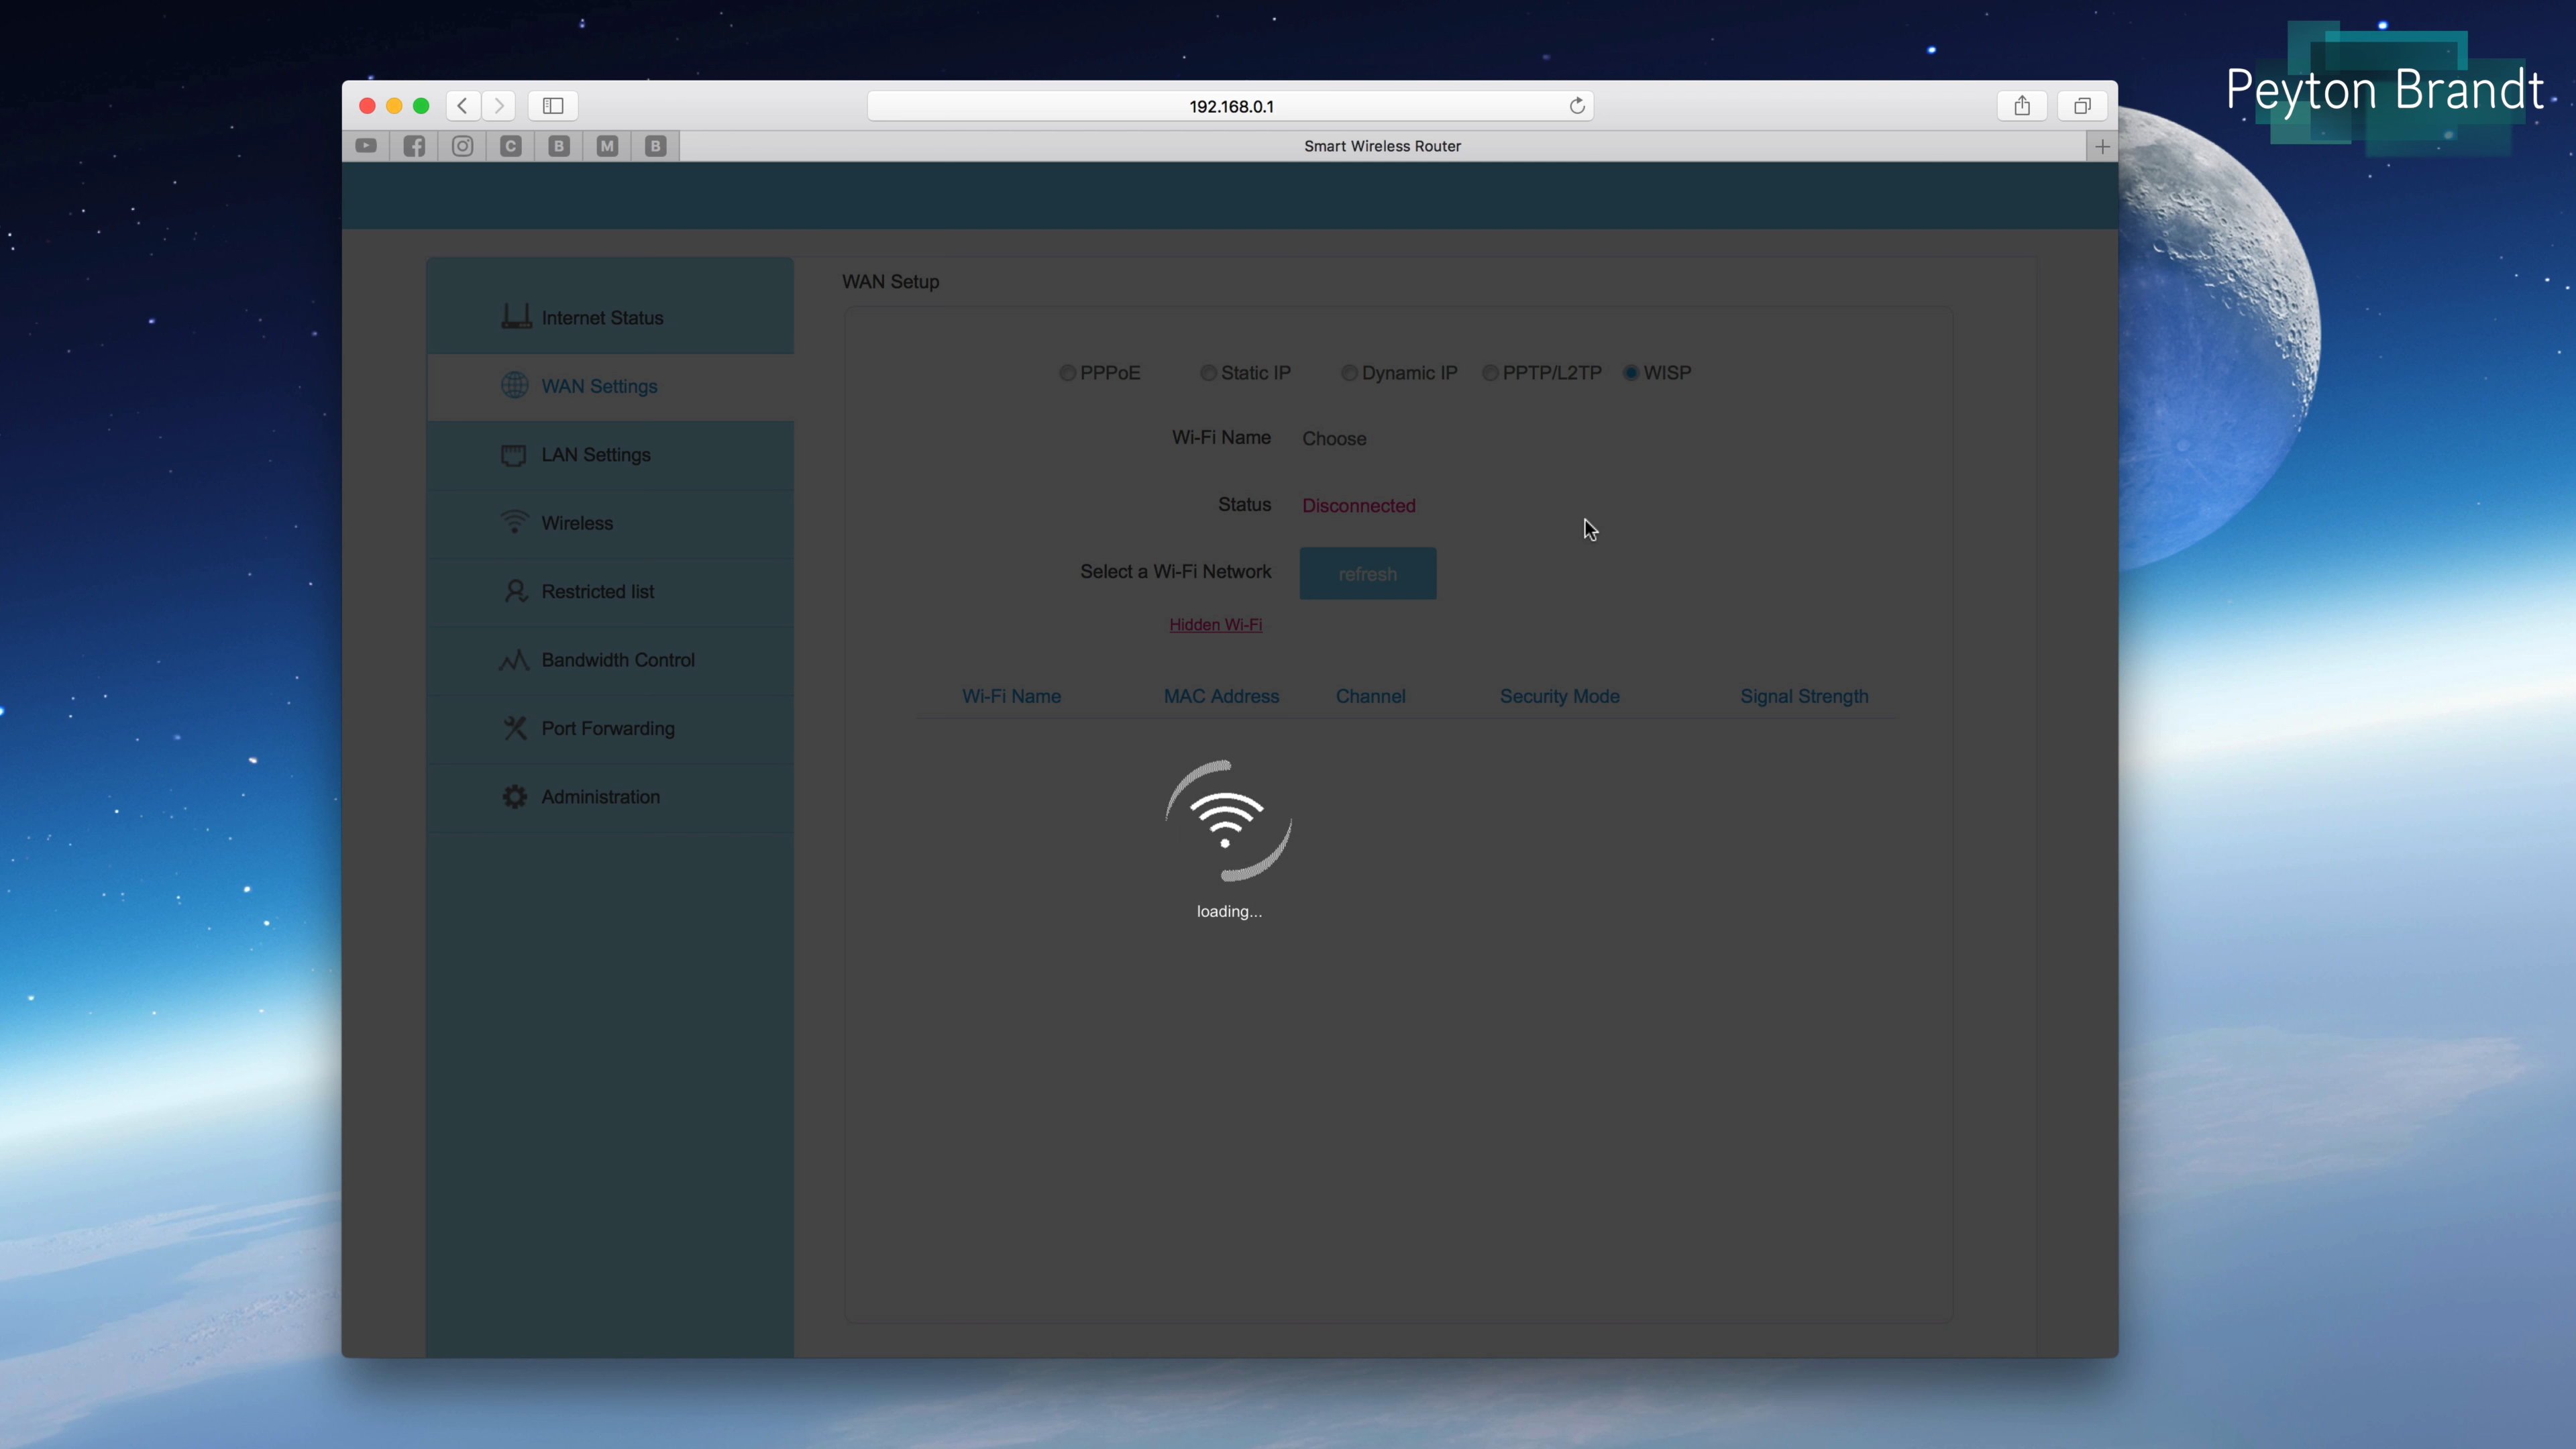 Peyton Brandt
192.168.0.1
C
B
M
B
Smart Wireless Router
Internet Status
WAN Settings
LAN Settings
Wireless
Restricted list
Bandwidth Control
Port Forwarding
Administration
WAN Setup
PPPoE Static IP Dynamic IP PPTP/L2TP WISP
Wi-Fi Name Choose
Status Disconnected
Select a Wi-Fi Network refresh
Hidden Wi-Fi
Wi-Fi Name MAC Address Channel Security Mode Signal Strength
loading...